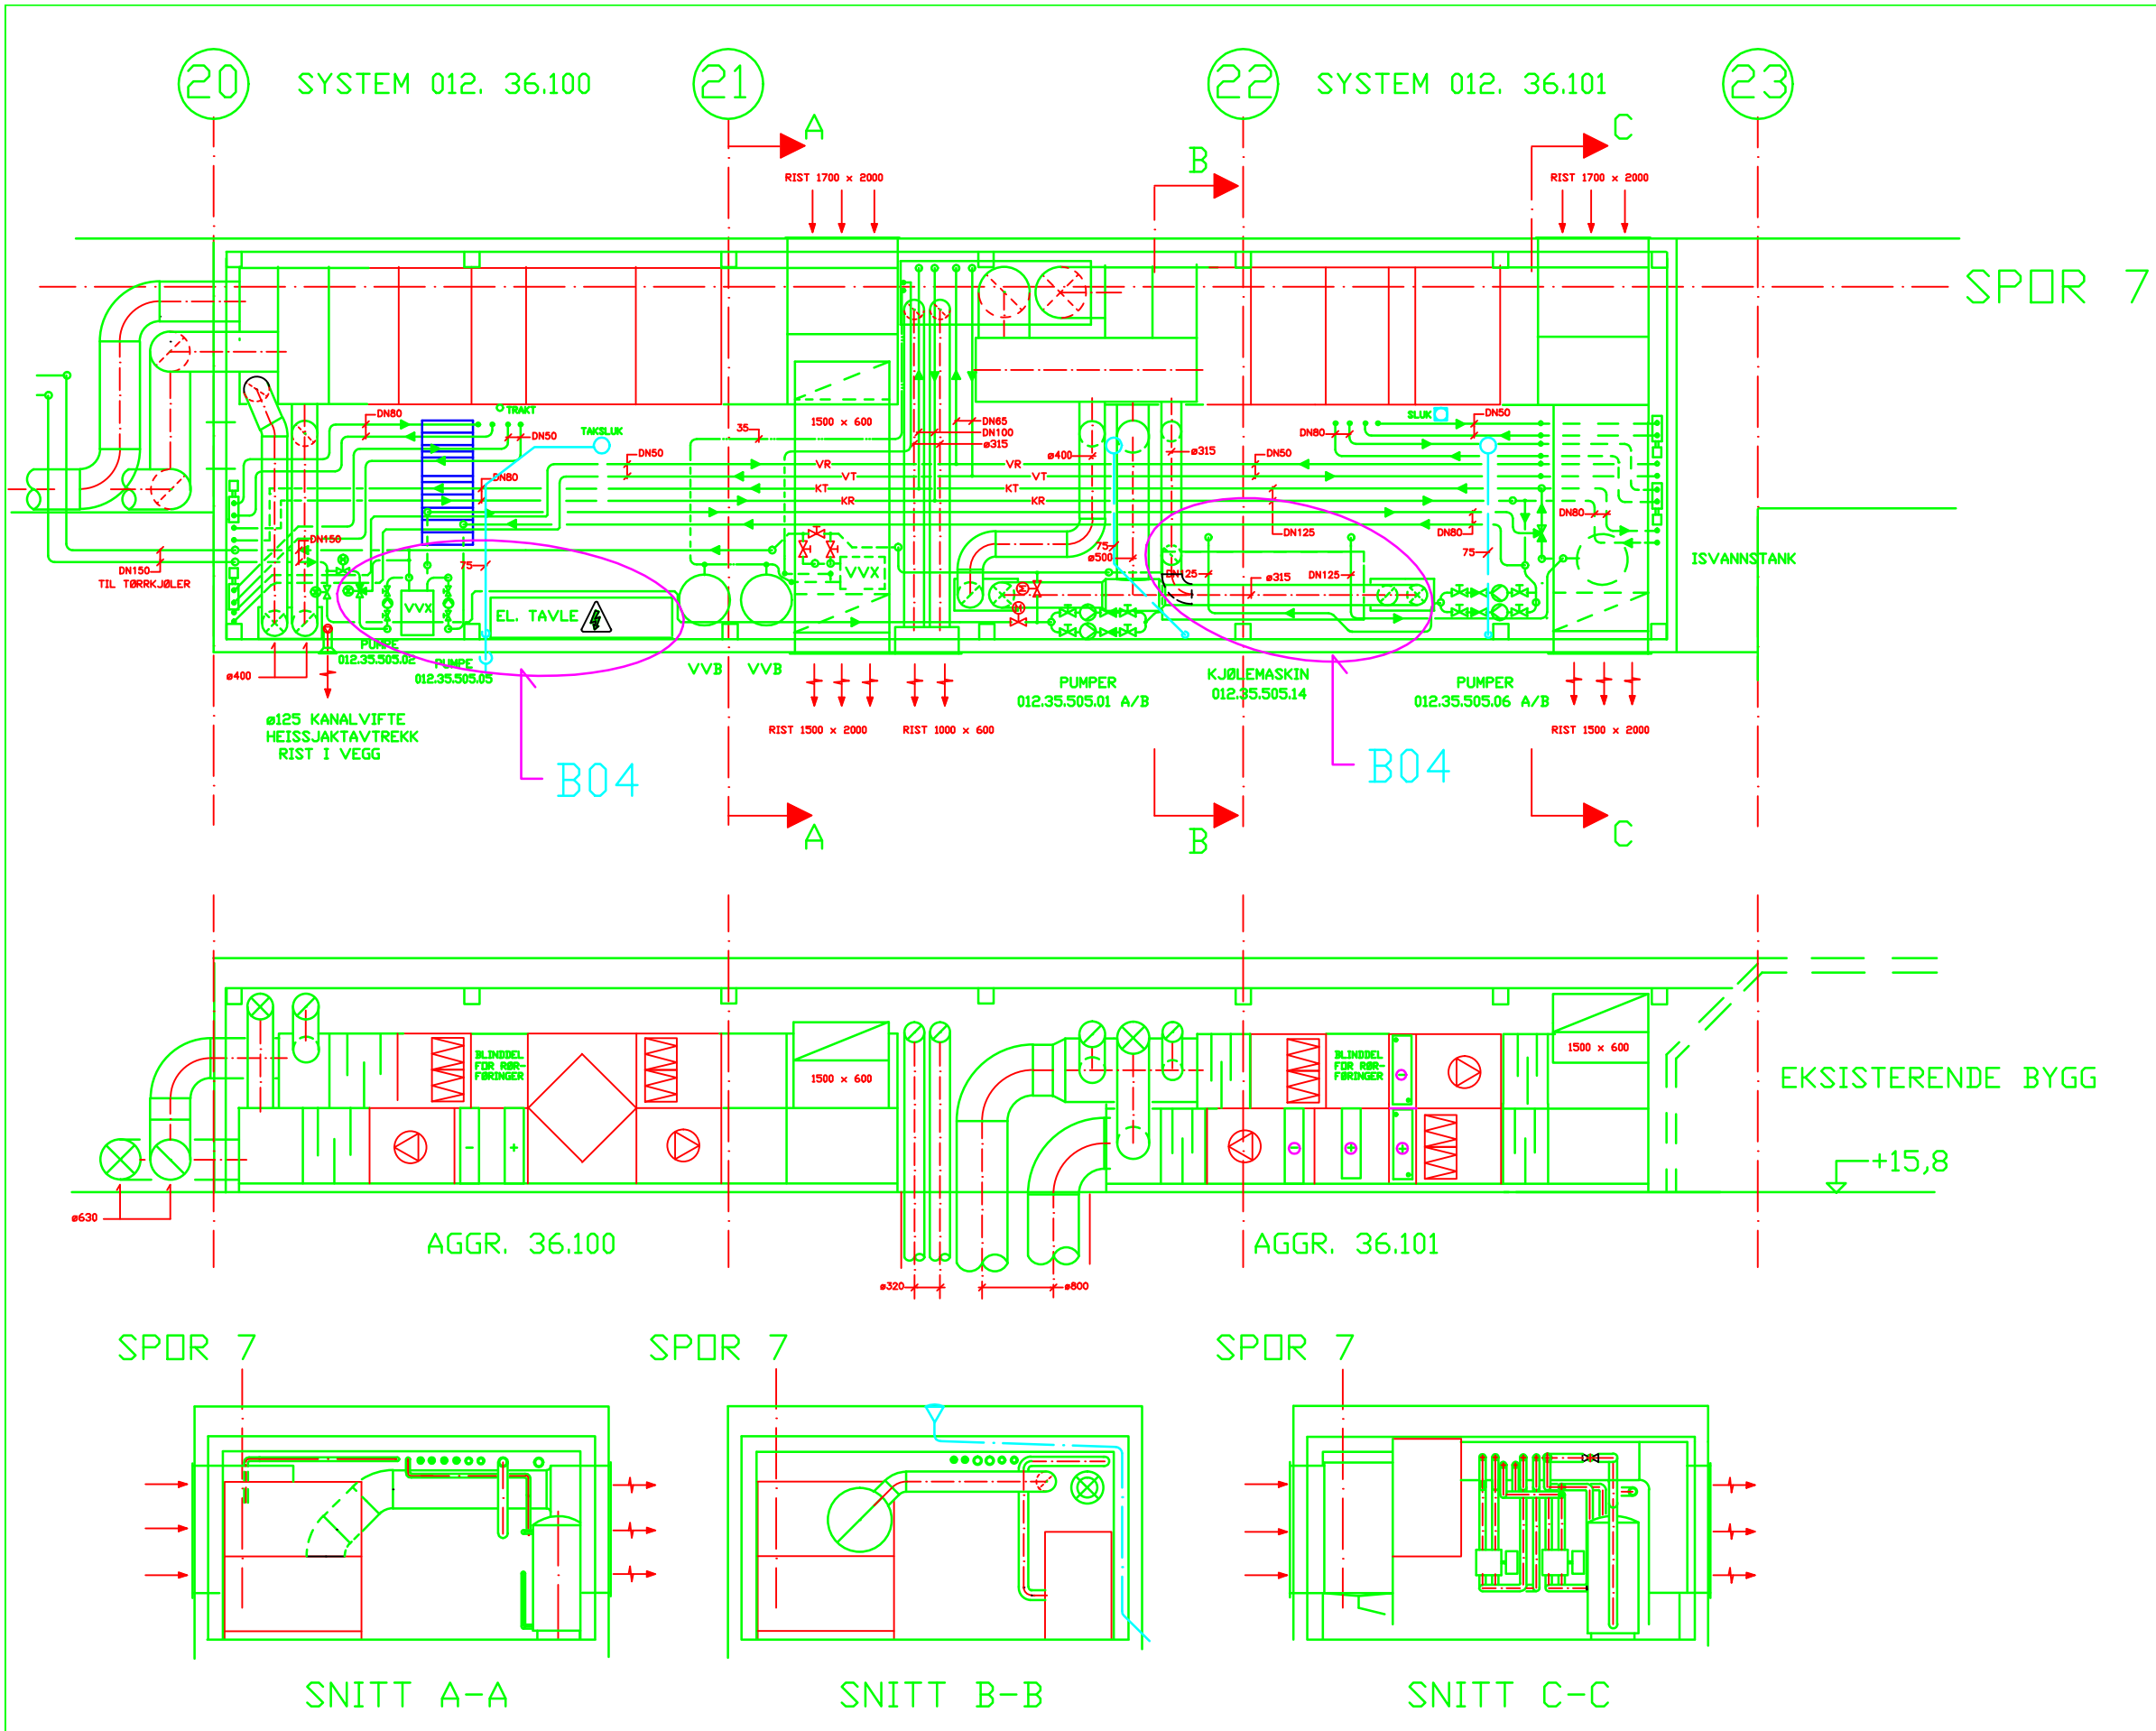 20
SYSTEM 012. 36.100
21
22
SYSTEM 012. 36.101
23
A
B
C
RIST 1700 x 2000
RIST 1700 x 2000
SPOR 7
TRAKT
DN80
DN50
TAKSLUK
35
1500 x 600
DN65
DN100
ø315
ø400
ø315
SLUK
DN50
DN80
DN50
DN50
DN80
VR
VR
VT
VT
KT
KT
KR
KR
DN150
DN125
DN80
DN80
75
75
ø500
75
VVX
VVX
M
M
M
DN125
ø315
DN125
ISVANNSTANK
DN150
TIL TØRRKJØLER
EL. TAVLE
PUMPE
012.35.505.02
PUMPE
012.35.505.05
VVB
VVB
ø400
PUMPER
012.35.505.01 A/B
KJØLEMASKIN
012.35.505.14
PUMPER
012.35.505.06 A/B
ø125 KANALVIFTE
HEISSJAKTAVTREKK
RIST I VEGG
RIST 1500 x 2000
RIST 1000 x 600
RIST 1500 x 2000
B04
B04
A
B
C
BLINDDEL
FOR RØR-
FØRINGER
1500 x 600
BLINDDEL
FOR RØR-
FØRINGER
1500 x 600
EKSISTERENDE BYGG
- +
- + +
-
+15,8
ø630
AGGR. 36.100
AGGR. 36.101
ø320
ø800
SPOR 7
SPOR 7
SPOR 7
SNITT A-A
SNITT B-B
SNITT C-C